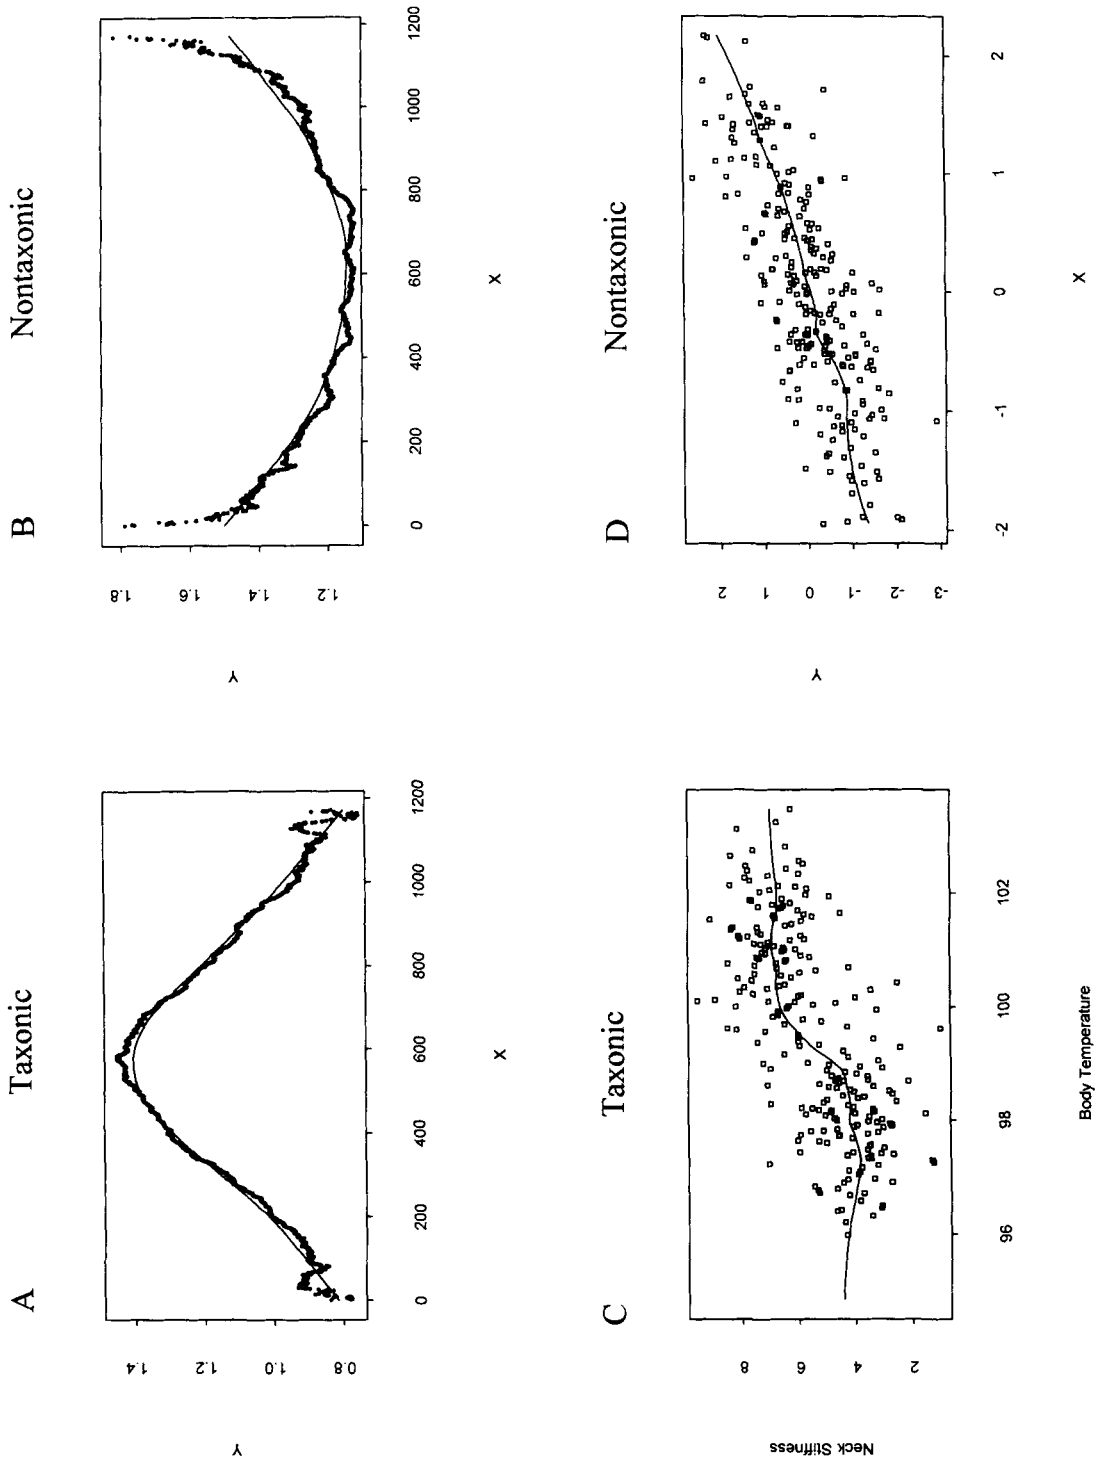 A
Taxonic
Y
1.4
1.2
1.0
0.8
0
200
400
600
800
1000
1200
X
B
Nontaxonic
Y
1.8
1.6
1.4
1.2
0
200
400
600
800
1000
1200
X
C
Taxonic
Neck Stiffness
8
6
4
2
96
98
100
102
Body Temperature
D
Nontaxonic
Y
2
1
0
-1
-2
-3
-2
-1
0
1
2
X